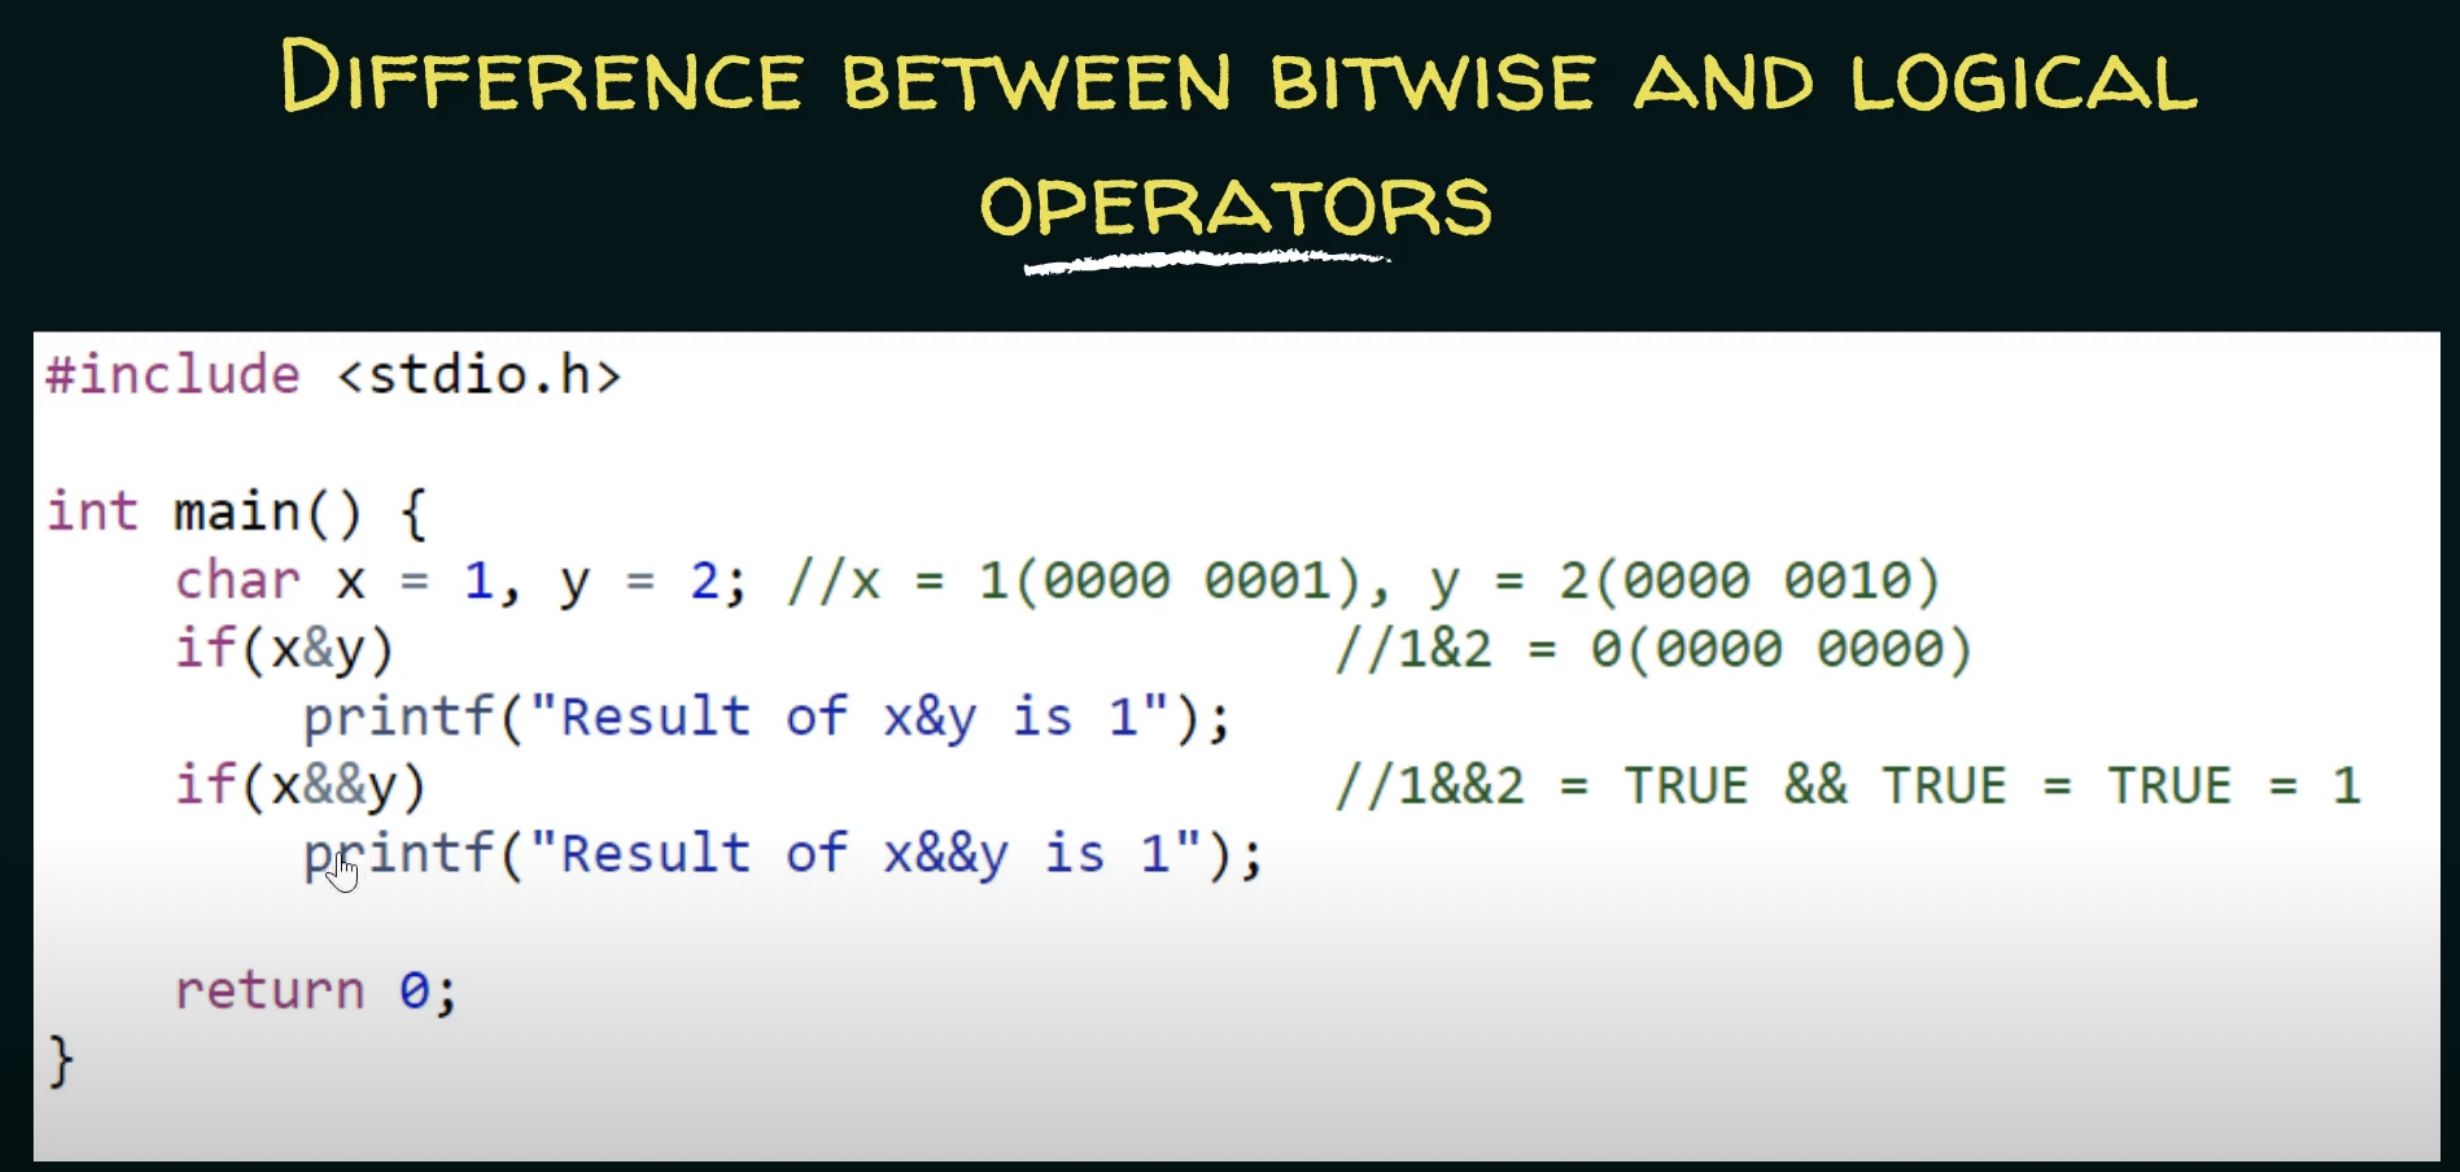 DIFFERENCE BETWEEN BITWISE AND LOGICAL
OPERATORS
#include <stdio.h>
int main() {
    char x = 1, y = 2; //x = 1(0000 0001), y = 2(0000 0010)
    if(x&y)                             //1&2 = 0(0000 0000)
        printf("Result of x&y is 1");
    if(x&&y)                            //1&&2 = TRUE && TRUE = TRUE = 1
        printf("Result of x&&y is 1");
    return 0;
}